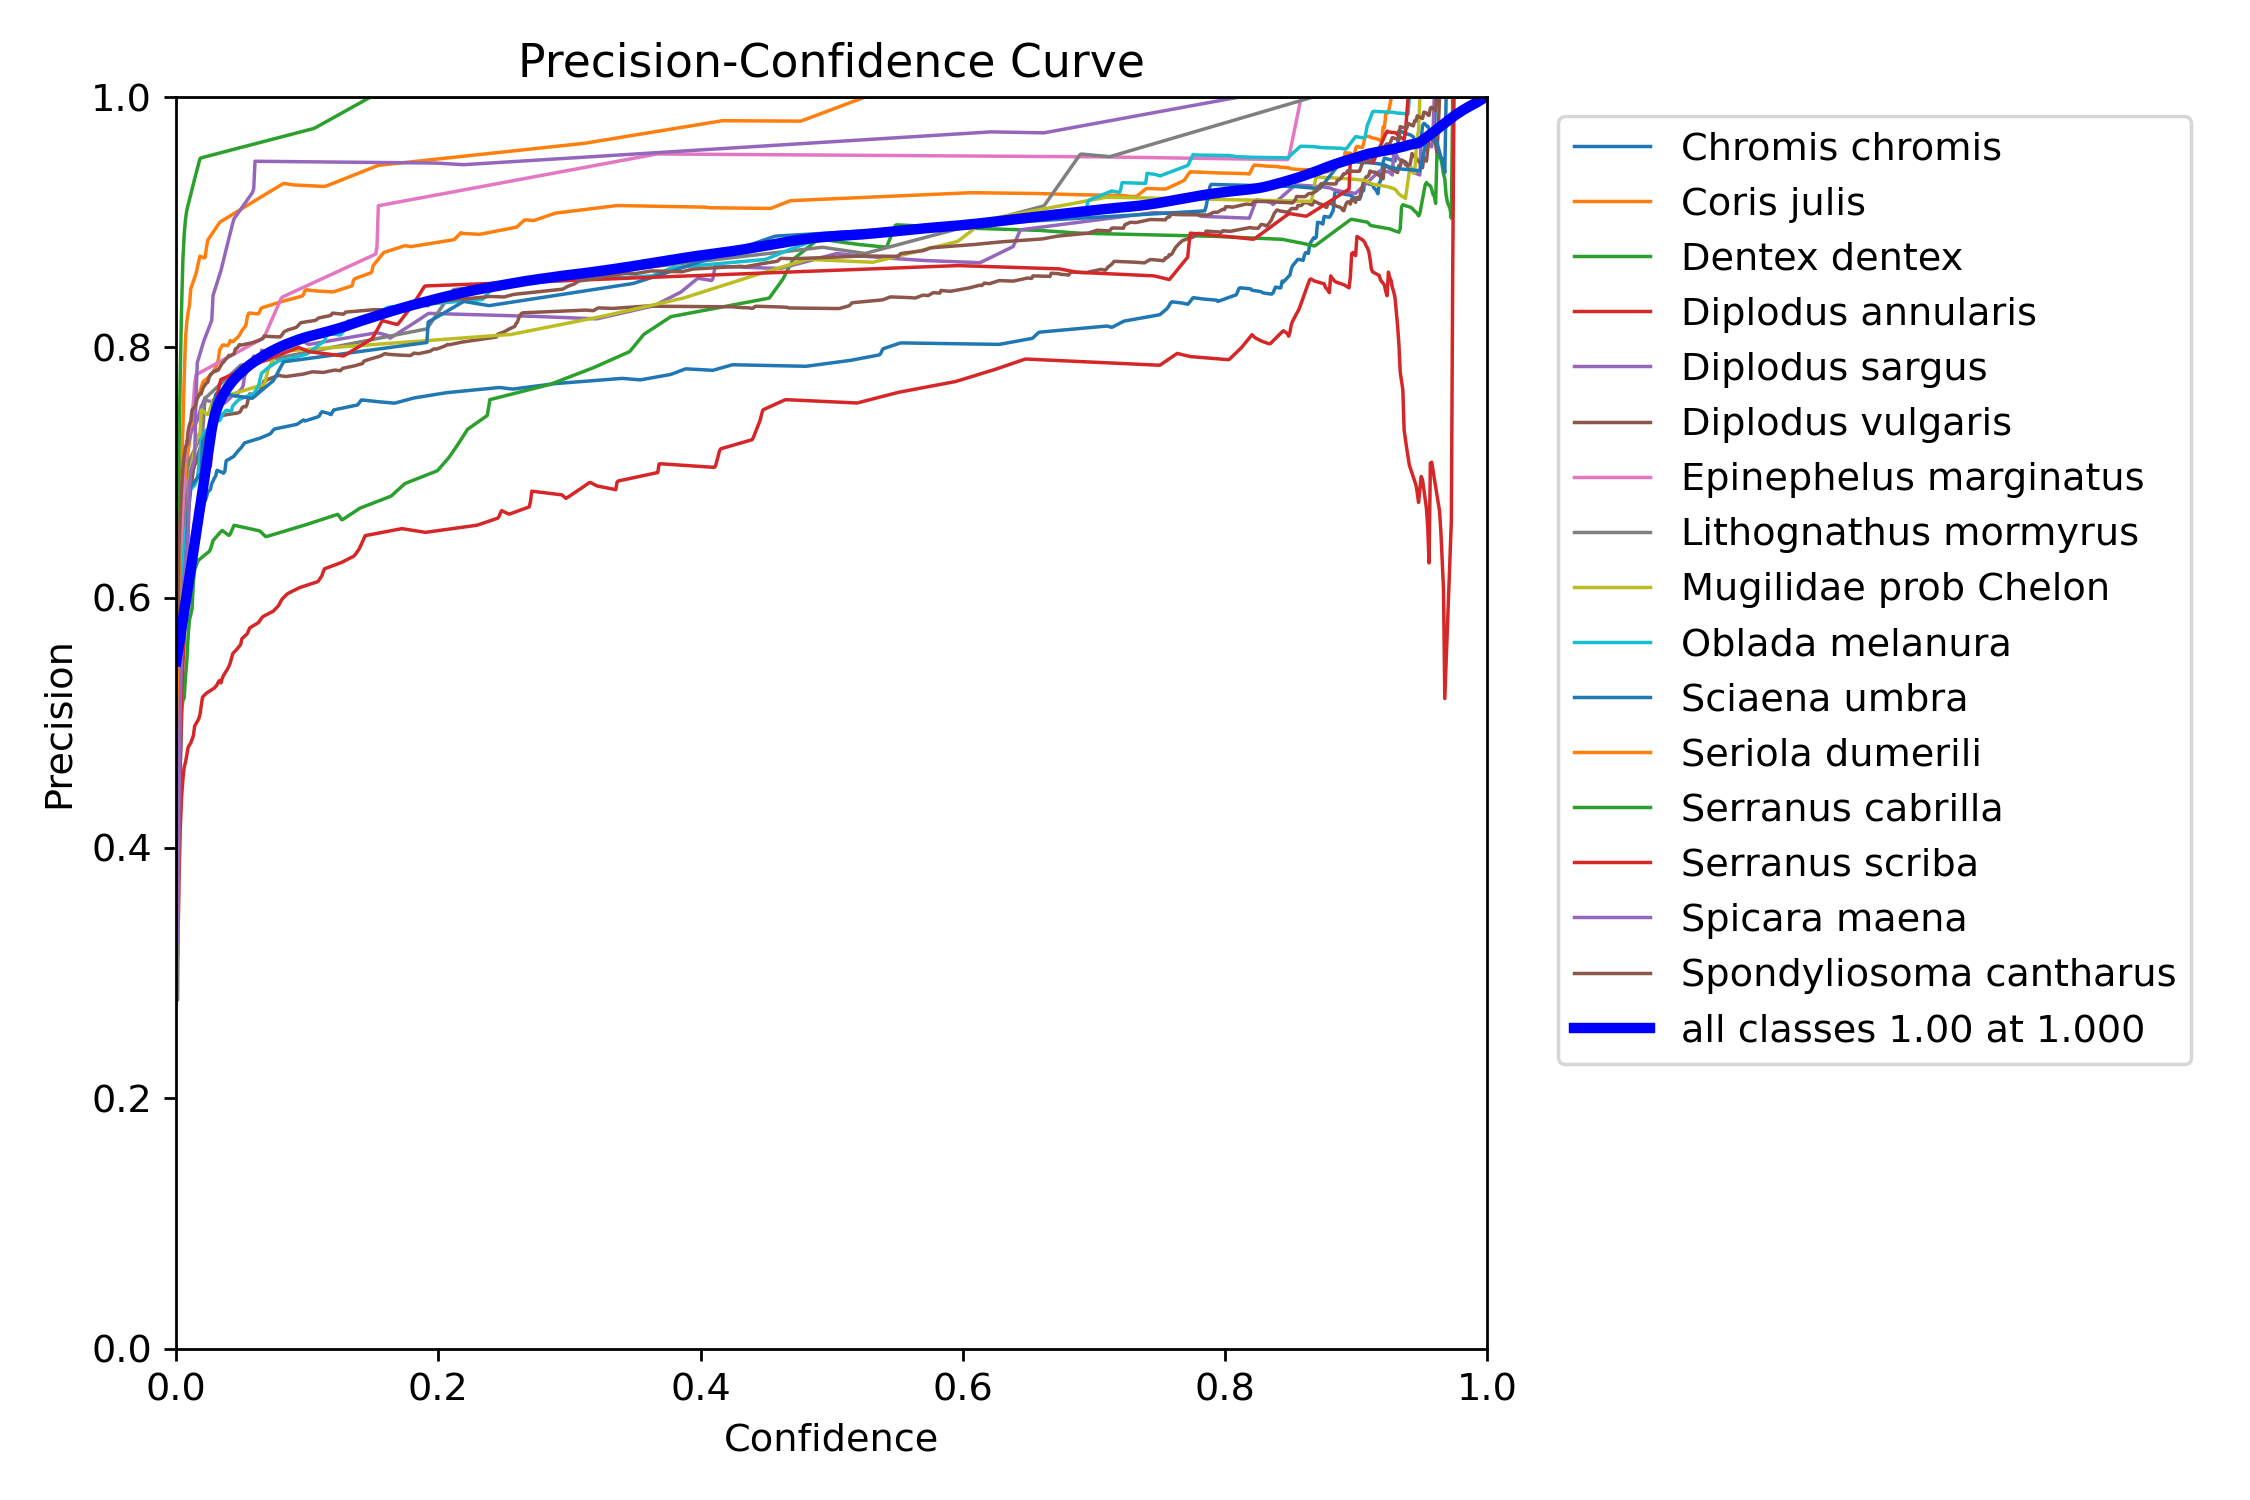 Precision-Confidence Curve
1.0
0.8
0.6
0.4
0.2
0.0
Precision
0.0 0.2 0.4 0.6 0.8 1.0
Confidence
Chromis chromis
Coris julis
Dentex dentex
Diplodus annularis
Diplodus sargus
Diplodus vulgaris
Epinephelus marginatus
Lithognathus mormyrus
Mugilidae prob Chelon
Oblada melanura
Sciaena umbra
Seriola dumerili
Serranus cabrilla
Serranus scriba
Spicara maena
Spondyliosoma cantharus
all classes 1.00 at 1.000